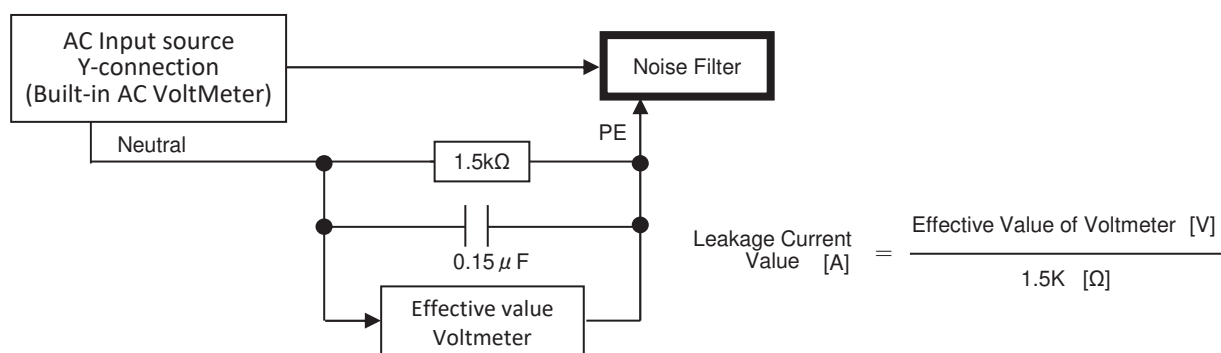 AC Input source
Y-connection
(Built-in AC VoltMeter)
Noise Filter
PE
Neutral
1.5kΩ
0.15 μ F
Effective value
Voltmeter
Leakage Current
Value [A]
=
Effective Value of Voltmeter [V]
1.5K [Ω]